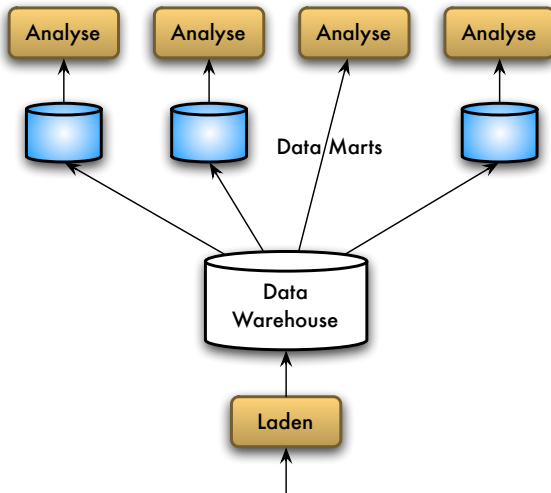 Analyse
Analyse
Analyse
Analyse
Data Marts
Data
Warehouse
Laden